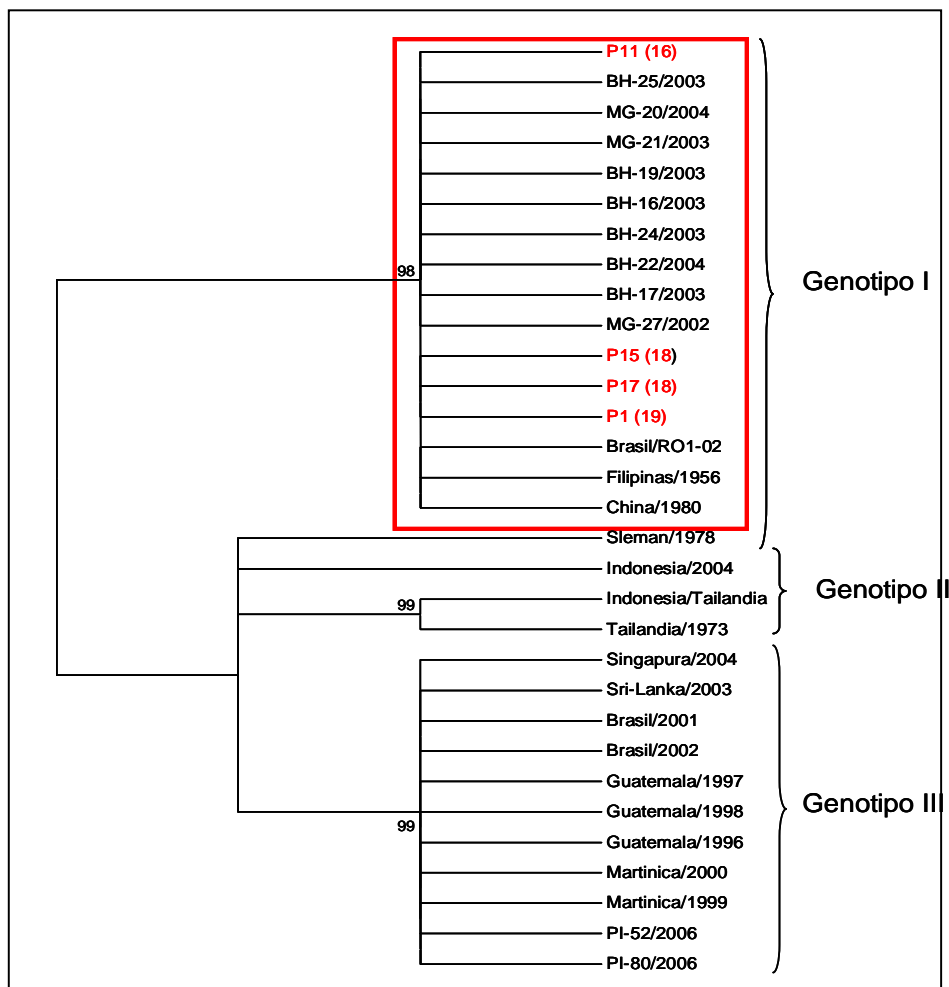 P11 (16)
BH-25/2003
MG-20/2004
MG-21/2003
BH-19/2003
BH-16/2003
BH-24/2003
BH-22/2004
BH-17/2003
MG-27/2002
P15 (18)
P17 (18)
P1 (19)
Brasil/RO1-02
Filipinas/1956
China/1980
98
Genotipo I
Sleman/1978
Indonesia/2004
Indonesia/Tailandia
Tailandia/1973
99
Genotipo II
Singapura/2004
Sri-Lanka/2003
Brasil/2001
Brasil/2002
Guatemala/1997
Guatemala/1998
Guatemala/1996
Martinica/2000
Martinica/1999
PI-52/2006
PI-80/2006
99
Genotipo III